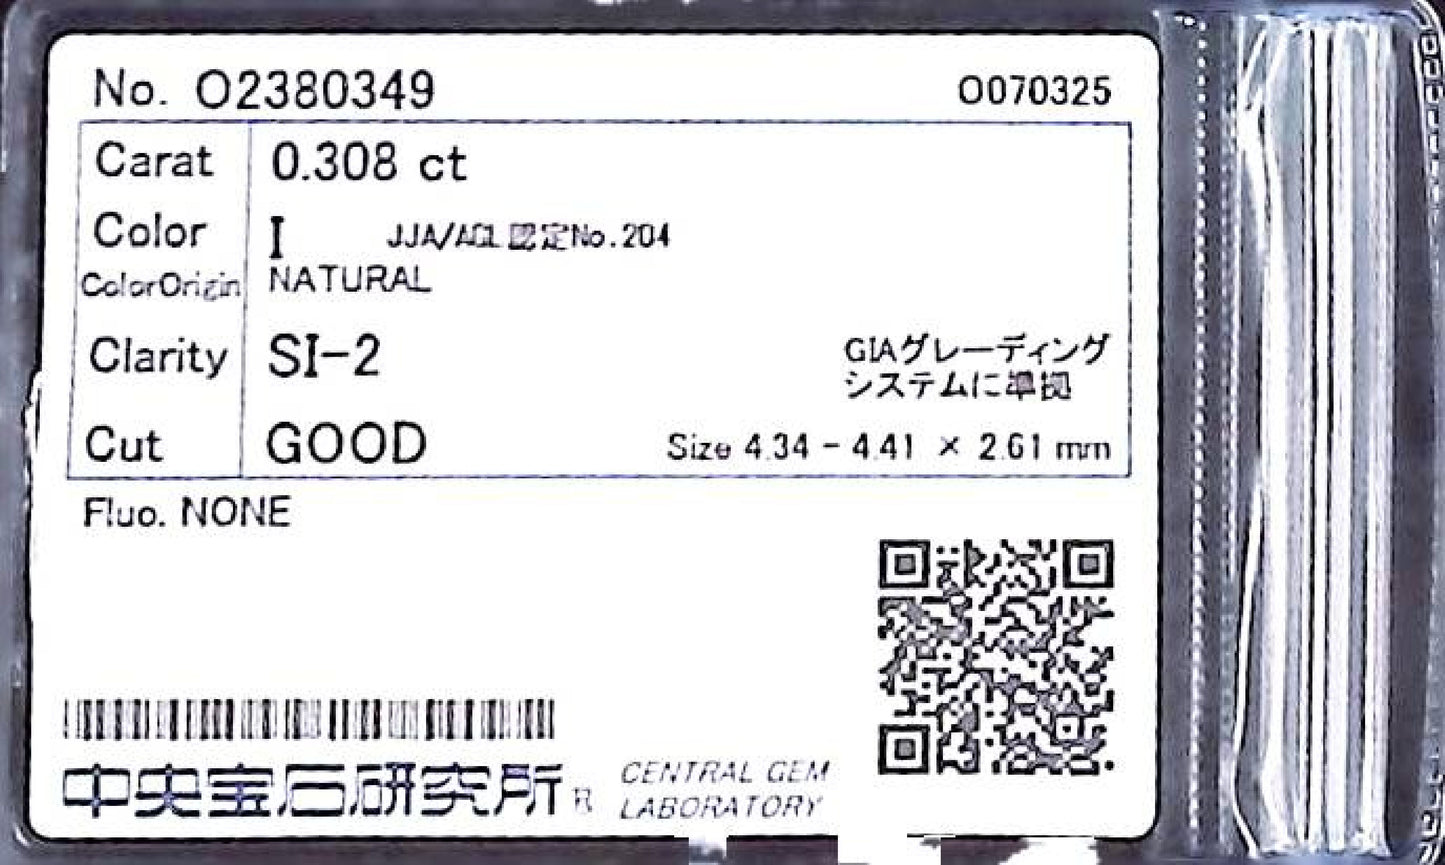 No. O2380349 O070325
Carat 0.308 ct
Color I JJA/AGL認定No.204
ColorOrigin NATURAL
Clarity SI-2
GIAグレーディング
システムに準拠
Cut GOOD Size 4.34 - 4.41 × 2.61 mm
Fluo. NONE
中央宝石研究所® CENTRAL GEM
LABORATORY